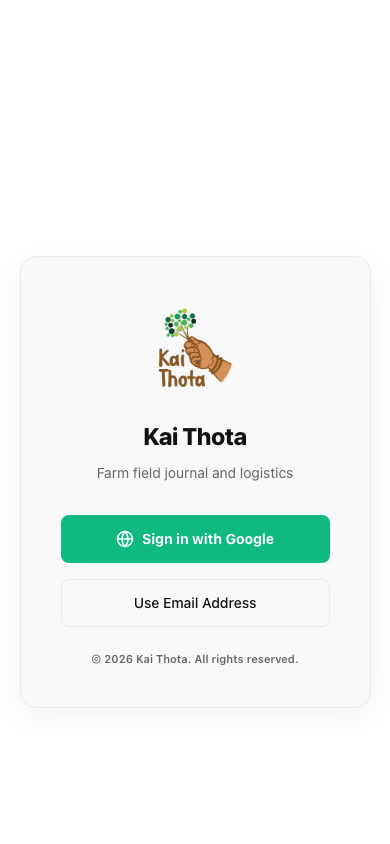 Kai
Thota
Kai Thota
Farm field journal and logistics
Sign in with Google
Use Email Address
© 2026 Kai Thota. All rights reserved.